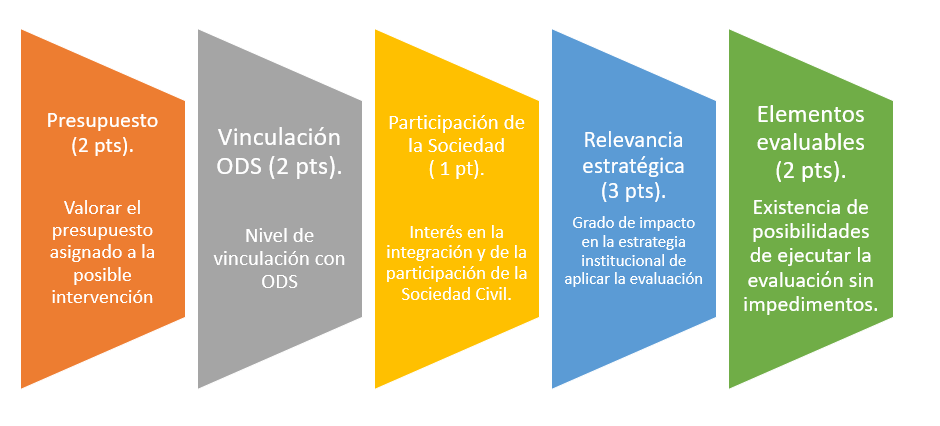 Presupuesto
(2 pts).
Valorar el
presupuesto
asignado a la
posible
intervención
Vinculación
ODS (2 pts).
Nivel de
vinculación con
ODS
Participación de
la Sociedad
( 1 pt).
Interés en la
integración y de la
participación de la
Sociedad Civil.
Relevancia
estratégica
(3 pts).
Grado de impacto
en la estrategia
institucional de
aplicar la evaluación
Elementos
evaluables
(2 pts).
Existencia de
posibilidades
de ejecutar la
evaluación sin
impedimentos.